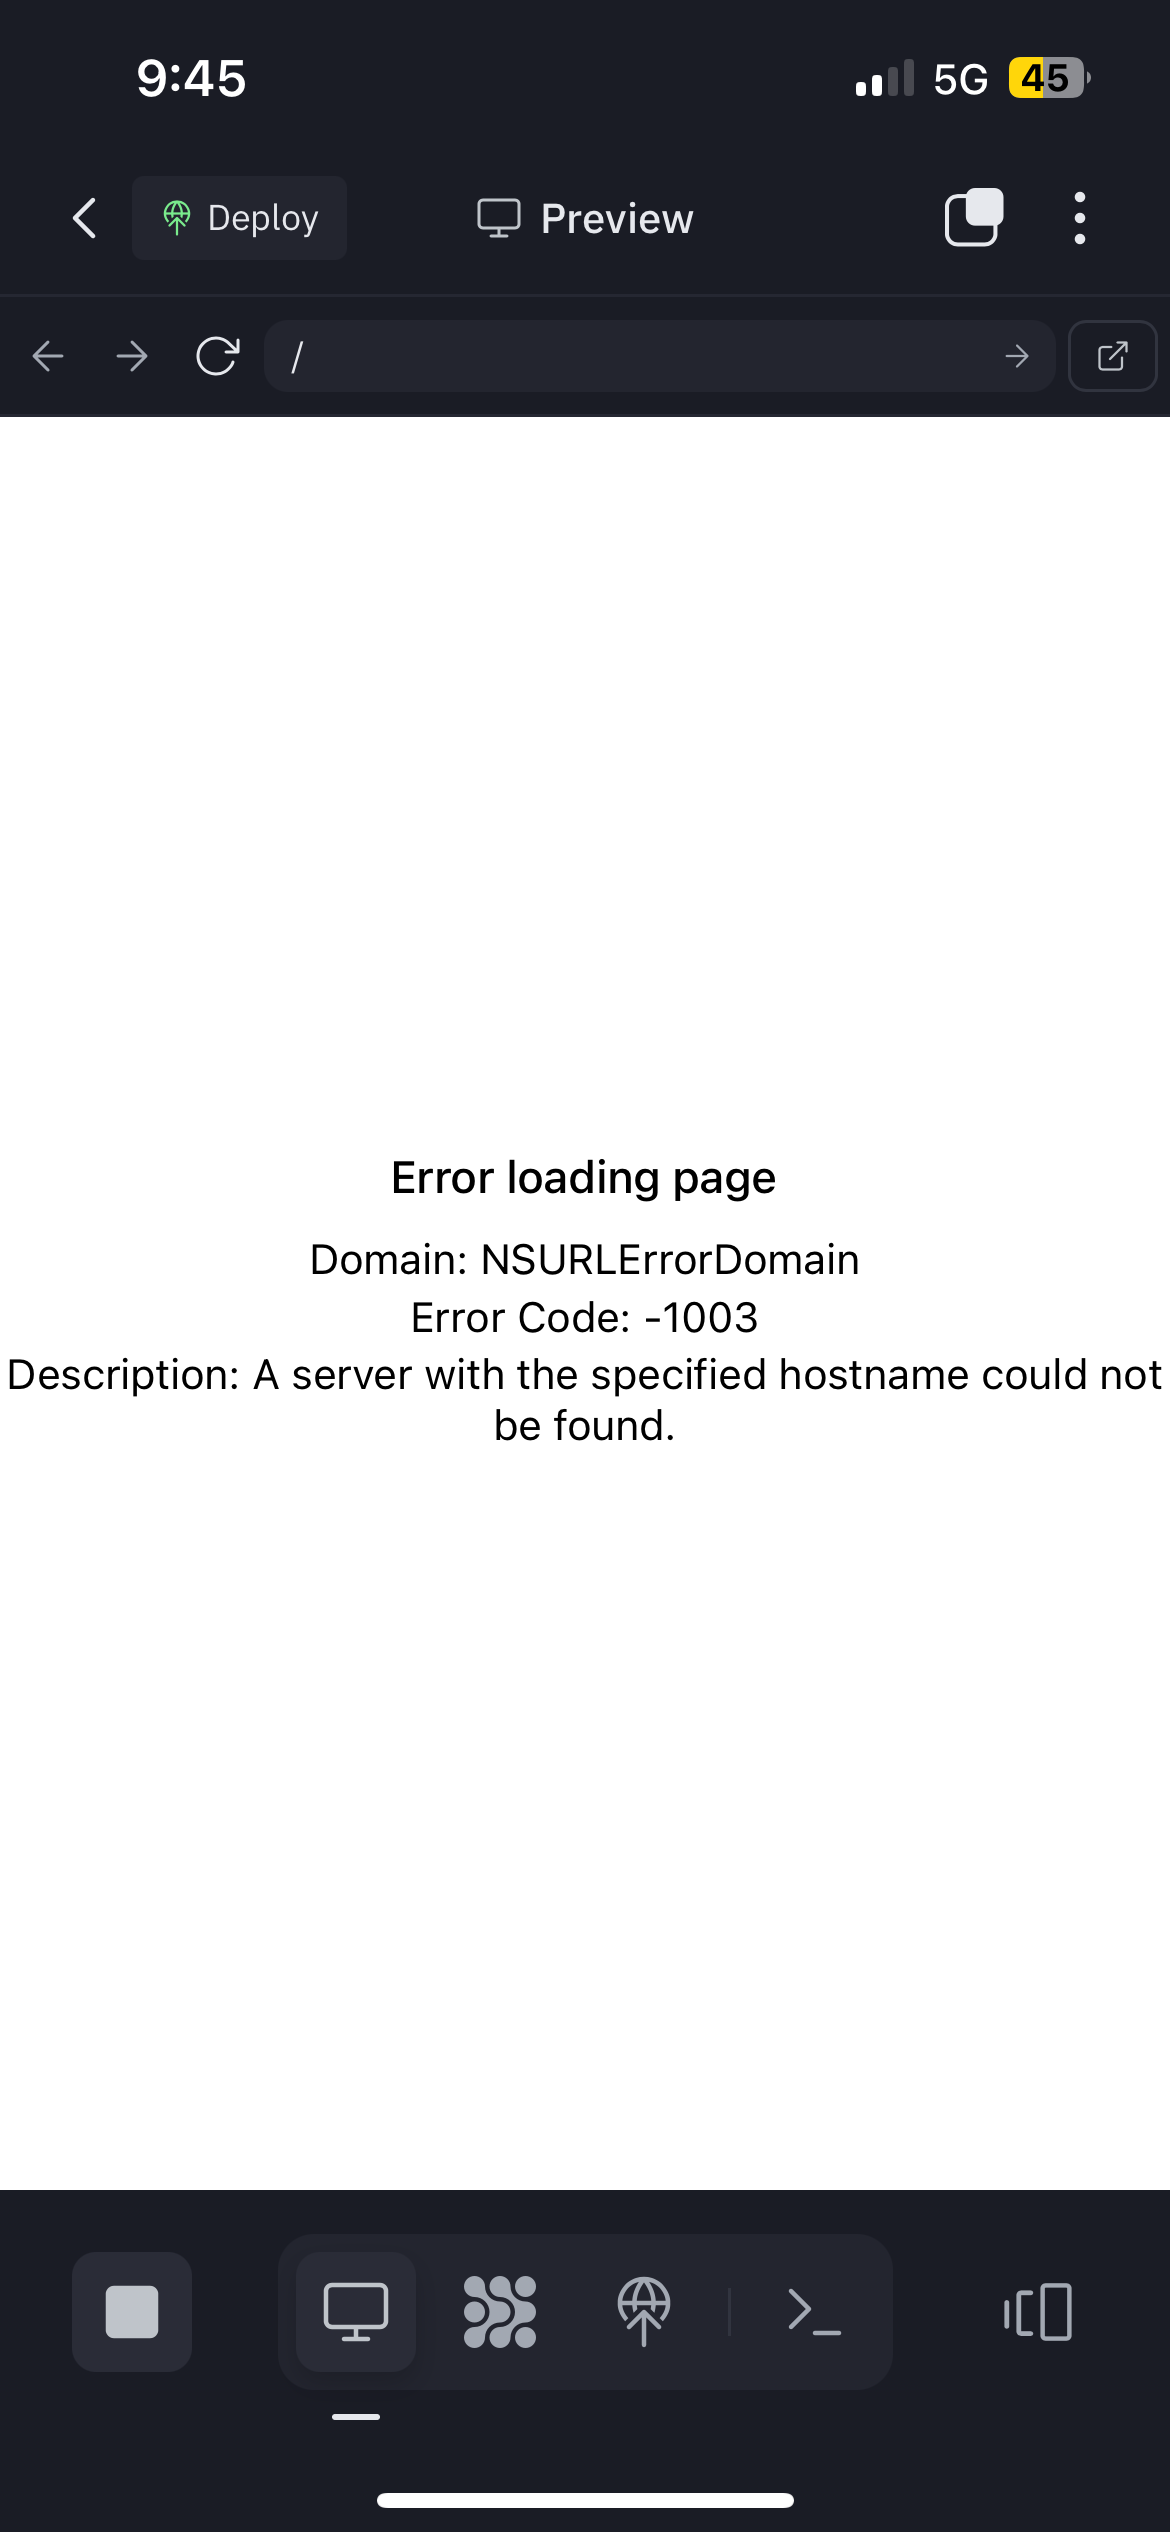 9:45
5G
45
Deploy
Preview
/
Error loading page
Domain: NSURLErrorDomain
Error Code: -1003
Description: A server with the specified hostname could not
be found.